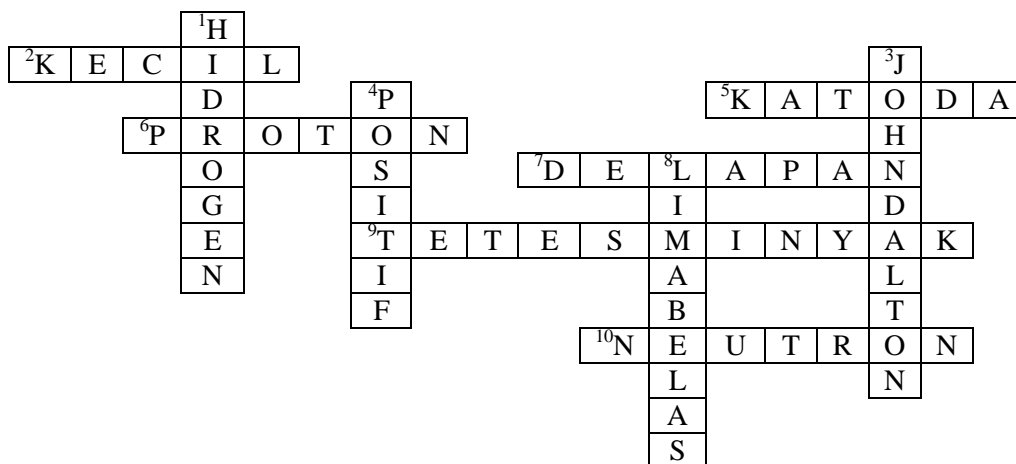 ¹H
²K E C I L ³J
D ⁴P ⁵K A T O D A
⁶P R O T O N H
O S ⁷D E ⁸L A P A N
G I I D
E ⁹T E T E S M I N Y A K
N I A L
F B T
¹⁰N E U T R O N
L N
A
S